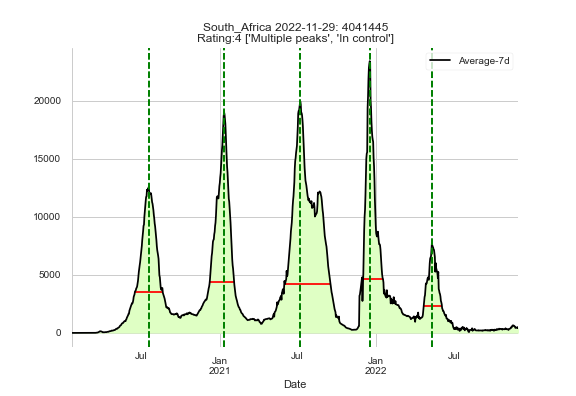 South_Africa 2022-11-29: 4041445
Rating:4 ['Multiple peaks', 'In control']
Average-7d
20000
15000
10000
5000
0
Jul
Jan
2021
Jul
Jan
2022
Jul
Date